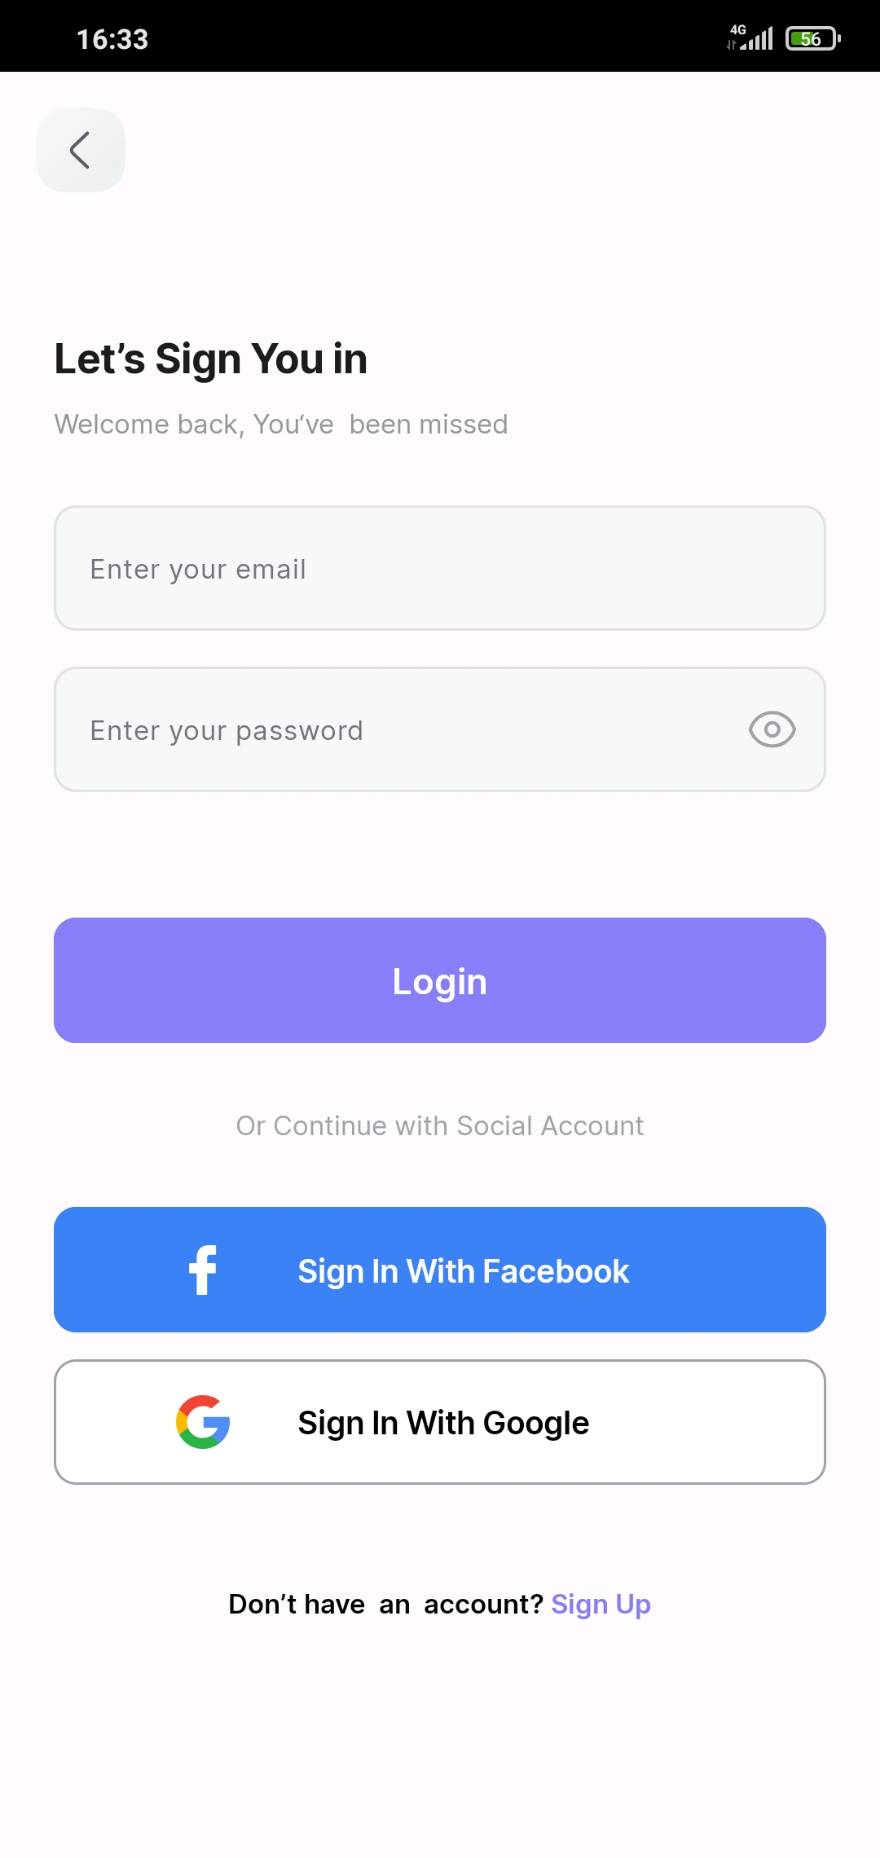 16:33
4G
56
Let’s Sign You in
Welcome back, You‘ve  been missed
Enter your email
Enter your password
Login
Or Continue with Social Account
Sign In With Facebook
Sign In With Google
Don’t have  an  account? Sign Up